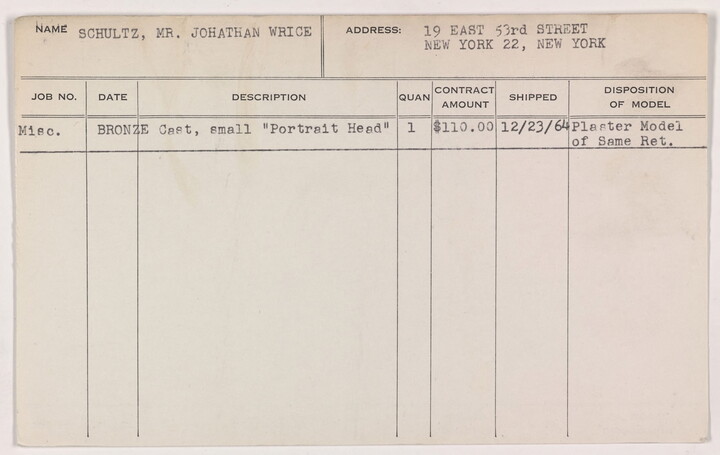 NAME SCHULTZ, MR. JOHATHAN WRICE
ADDRESS: 19 EAST 53rd STREET
NEW YORK 22, NEW YORK
JOB NO. DATE DESCRIPTION QUAN CONTRACT AMOUNT SHIPPED DISPOSITION OF MODEL
Misc. BRONZE Cast, small "Portrait Head" 1 $110.00 12/23/64 Plaster Model
of Same Ret.